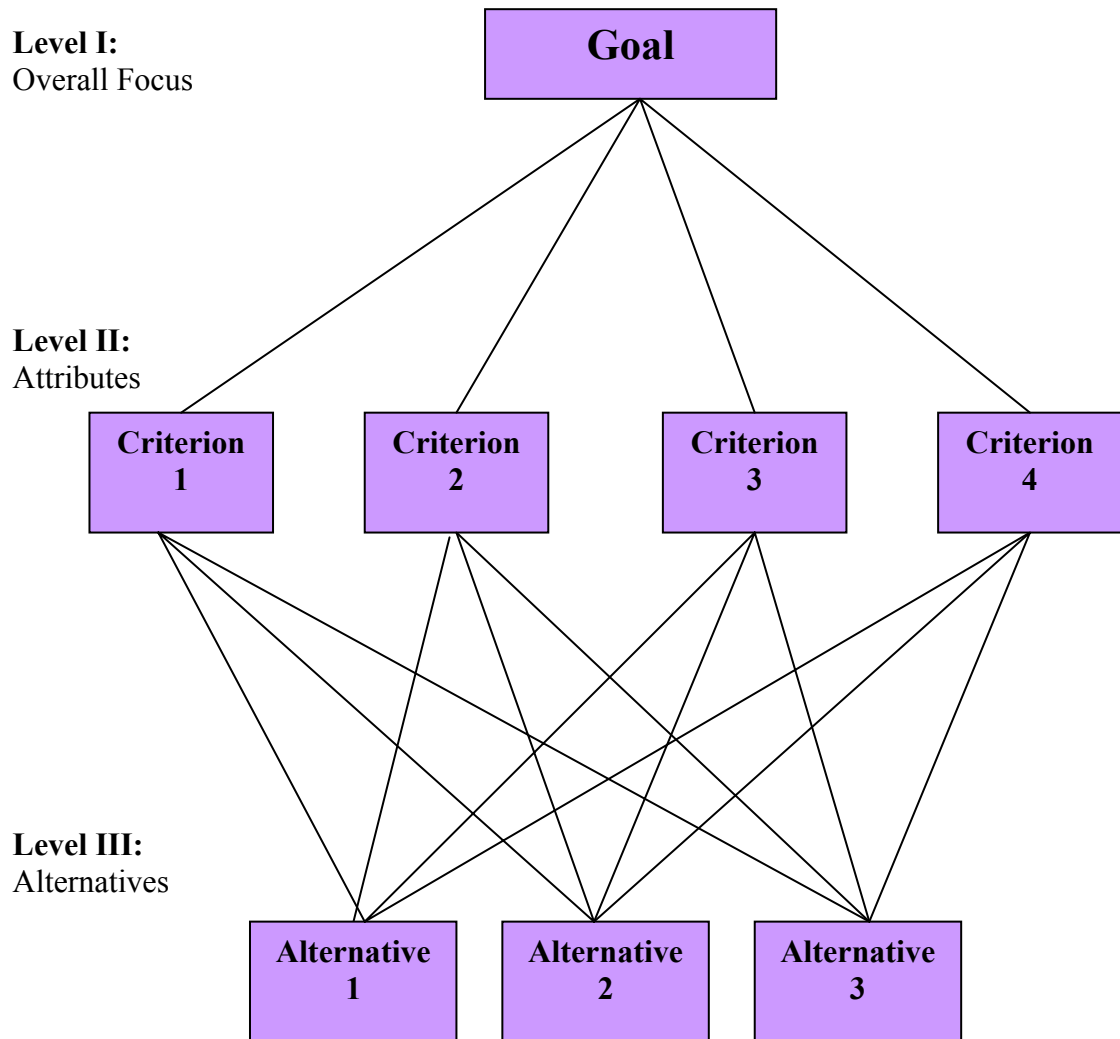 Level I:
Overall Focus
Goal
Level II:
Attributes
Criterion
1
Criterion
2
Criterion
3
Criterion
4
Level III:
Alternatives
Alternative
1
Alternative
2
Alternative
3